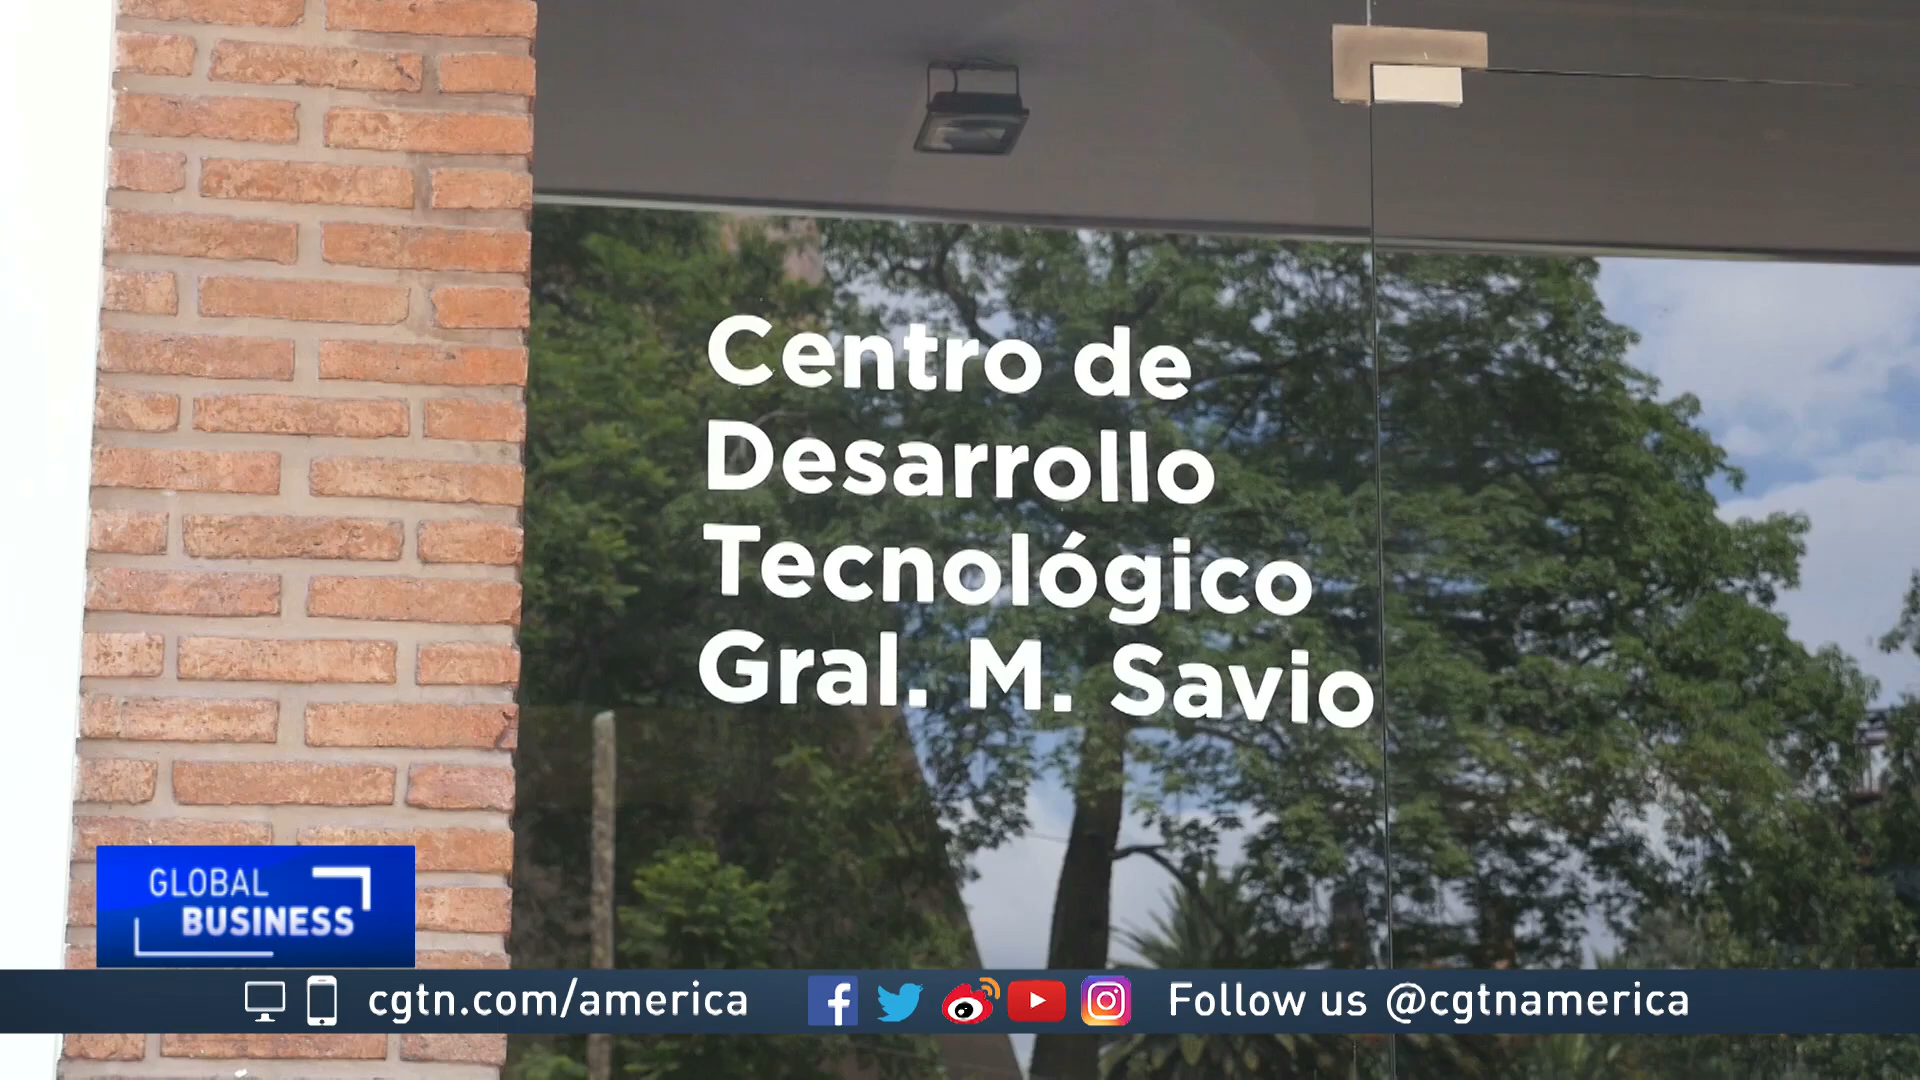 Centro de
Desarrollo
Tecnológico
Gral. M. Savio
GLOBAL
BUSINESS
cgtn.com/america
Follow us @cgtnamerica